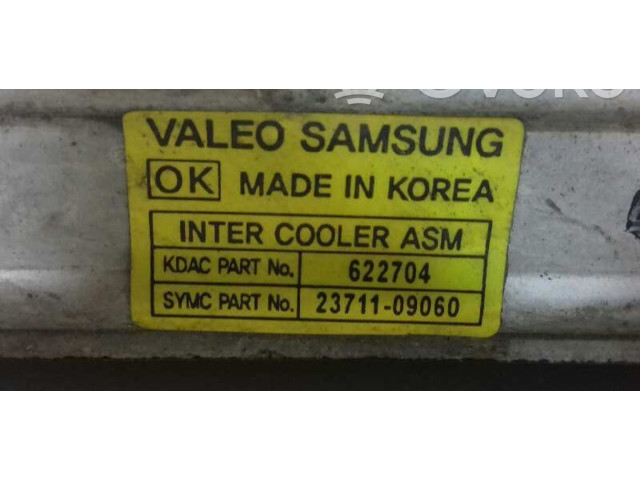 VALEO SAMSUNG
OK MADE IN KOREA
INTER COOLER ASM
KDAC PART No. 622704
SYMC PART No. 23711-09060